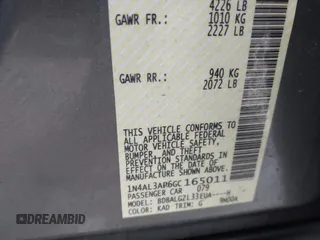 4226 LB
GAWR FR: 1010 KG
2227 LB
GAWR RR: 940 KG
2072 LB
THIS VEHICLE CONFORMS
TO ALL APPLICABLE FEDERAL
MOTOR VEHICLE SAFETY,
BUMPER, AND THEFT
PREVENTION STANDARDS
IN EFFECT ON THE
DATE OF MANUFACTURE
SHOWN ABOVE.
1N4AL3AP6GC165011
PASSENGER CAR 079
MODEL: BDBALGZL33EUA----H
COLOR: KAD TRIM: G